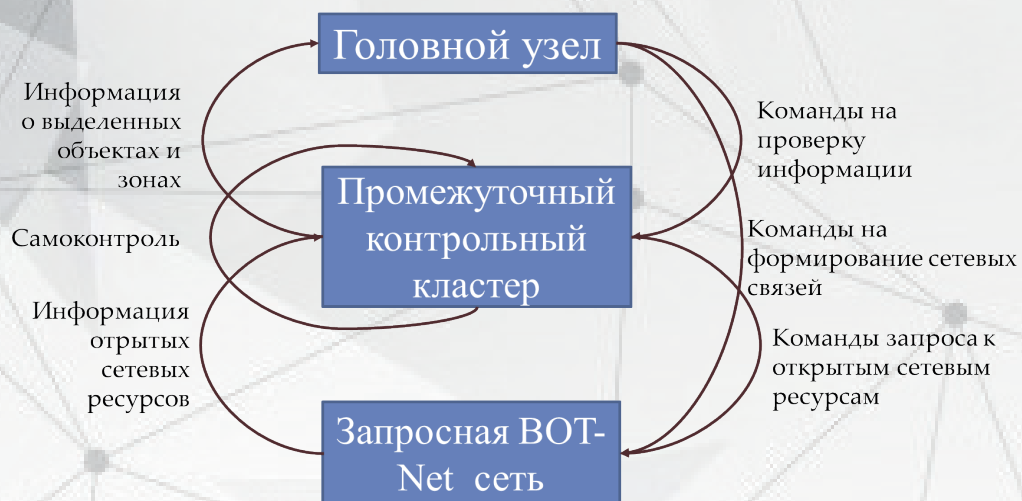 Головной узел
Информация
о выделенных
объектах и
зонах
Команды на
проверку
информации
Промежуточный
контрольный
кластер
Самоконтроль
Команды на
формирование сетевых
связей
Информация
отрытых
сетевых
ресурсов
Команды запроса к
открытым сетевым
ресурсам
Запросная BOT-
Net сеть